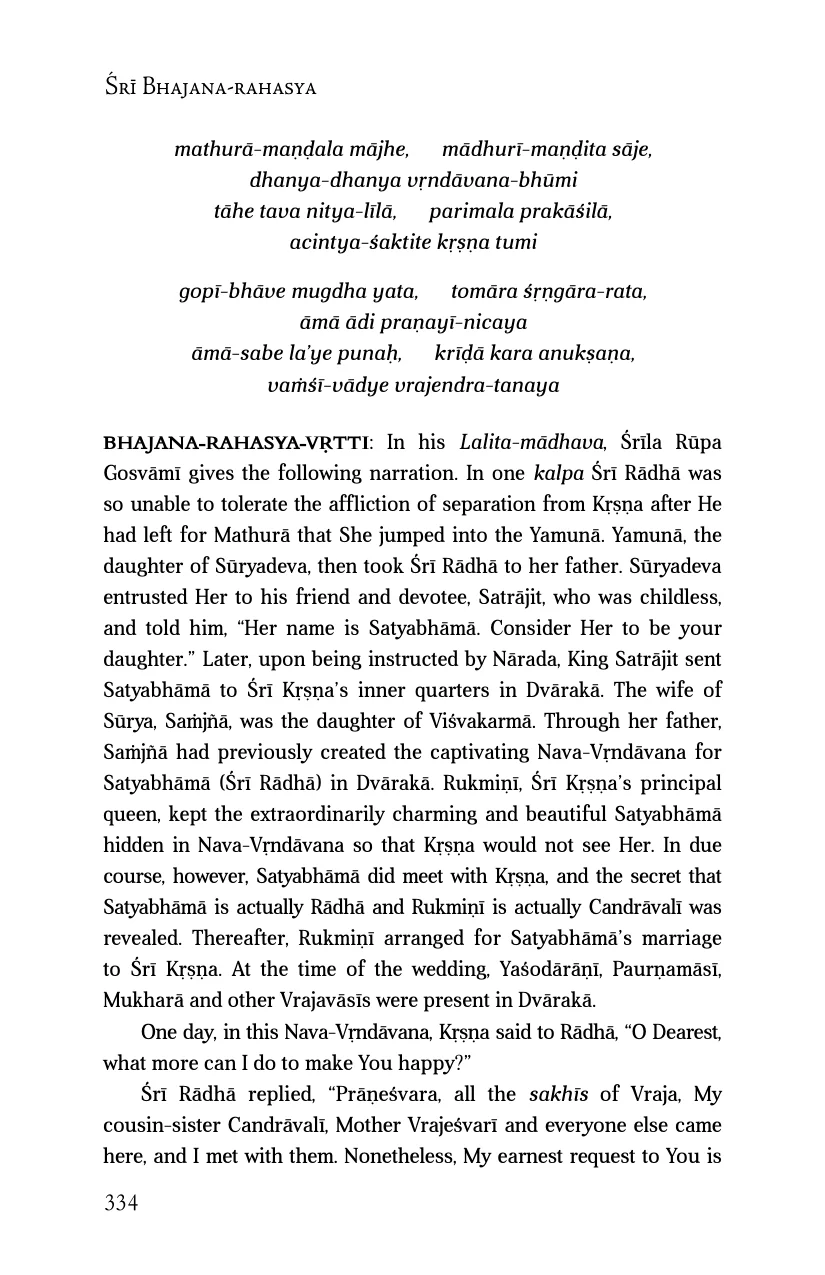 Śrī Bhajana-rahasya
mathurā-maṇḍala mājhe, mādhurī-maṇḍita sāje,
dhanya-dhanya vṛndāvana-bhūmi
tāhe tava nitya-līlā, parimala prakāśilā,
acintya-śaktite kṛṣṇa tumi
gopī-bhāve mugdha yata, tomāra śṛṅgāra-rata,
āmā ādi praṇayī-nicaya
āmā-sabe la’ye punaḥ, krīḍā kara anukṣaṇa,
vaṁśī-vādye vrajendra-tanaya
BHAJANA-RAHASYA-VṚTTI: In his Lalita-mādhava, Śrīla Rūpa
Gosvāmī gives the following narration. In one kalpa Śrī Rādhā was
so unable to tolerate the affliction of separation from Kṛṣṇa after He
had left for Mathurā that She jumped into the Yamunā. Yamunā, the
daughter of Sūryadeva, then took Śrī Rādhā to her father. Sūryadeva
entrusted Her to his friend and devotee, Satrājit, who was childless,
and told him, “Her name is Satyabhāmā. Consider Her to be your
daughter.” Later, upon being instructed by Nārada, King Satrājit sent
Satyabhāmā to Śrī Kṛṣṇa’s inner quarters in Dvārakā. The wife of
Sūrya, Saṁjñā, was the daughter of Viśvakarmā. Through her father,
Saṁjñā had previously created the captivating Nava-Vṛndāvana for
Satyabhāmā (Śrī Rādhā) in Dvārakā. Rukmiṇī, Śrī Kṛṣṇa’s principal
queen, kept the extraordinarily charming and beautiful Satyabhāmā
hidden in Nava-Vṛndāvana so that Kṛṣṇa would not see Her. In due
course, however, Satyabhāmā did meet with Kṛṣṇa, and the secret that
Satyabhāmā is actually Rādhā and Rukmiṇī is actually Candrāvalī was
revealed. Thereafter, Rukmiṇī arranged for Satyabhāmā’s marriage
to Śrī Kṛṣṇa. At the time of the wedding, Yaśodārāṇī, Paurṇamāsī,
Mukharā and other Vrajavāsīs were present in Dvārakā.
One day, in this Nava-Vṛndāvana, Kṛṣṇa said to Rādhā, “O Dearest,
what more can I do to make You happy?”
Śrī Rādhā replied, “Prāṇeśvara, all the sakhīs of Vraja, My
cousin-sister Candrāvalī, Mother Vrajeśvarī and everyone else came
here, and I met with them. Nonetheless, My earnest request to You is
334